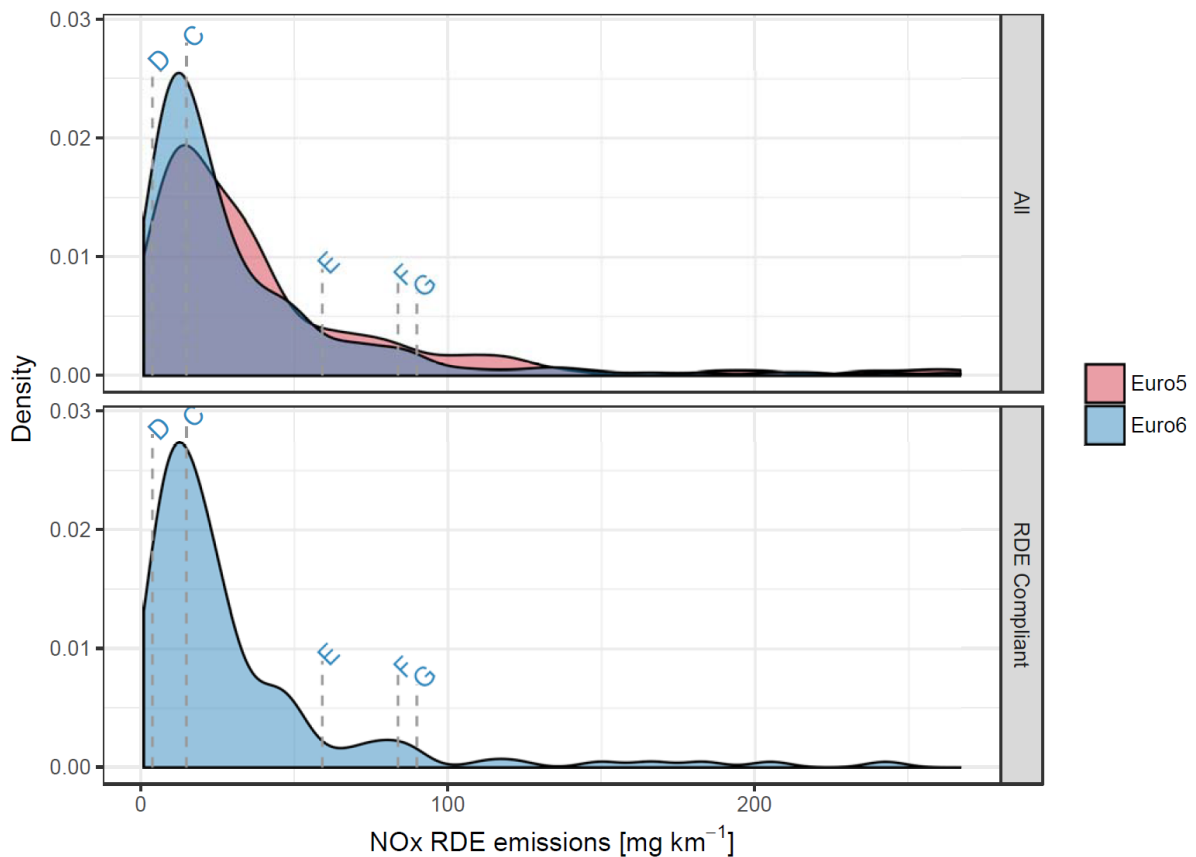 0.03
0.02
0.01
0.00
D
C
E
F
G
All
0.03
0.02
0.01
0.00
D
C
E
F
G
RDE Compliant
Density
0
100
200
NOx RDE emissions [mg km⁻¹]
Euro5
Euro6